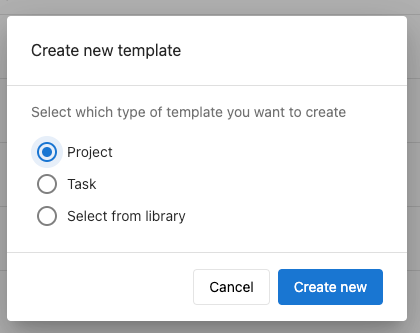 Create new template
Select which type of template you want to create
Project
Task
Select from library
Cancel
Create new